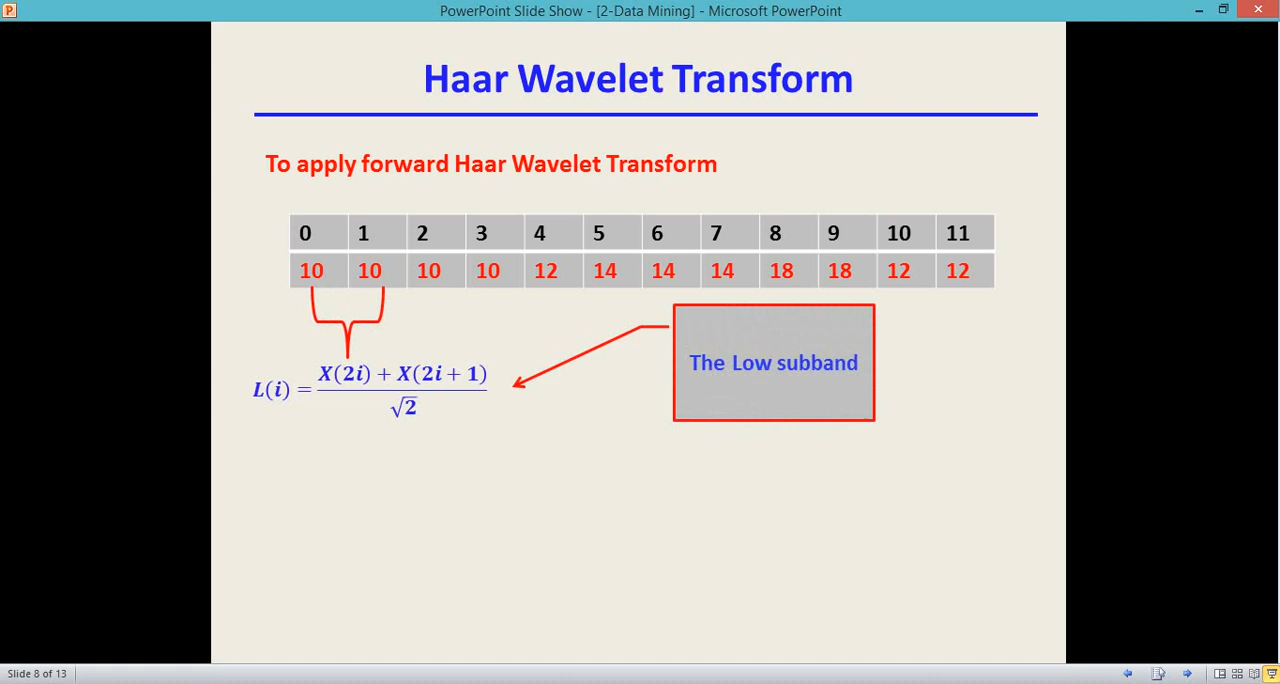 PowerPoint Slide Show - [2-Data Mining] - Microsoft PowerPoint
Haar Wavelet Transform
To apply forward Haar Wavelet Transform
0 1 2 3 4 5 6 7 8 9 10 11
10 10 10 10 12 14 14 14 18 18 12 12
The Low subband
L(i) = X(2i) + X(2i + 1)
√2
Slide 8 of 13